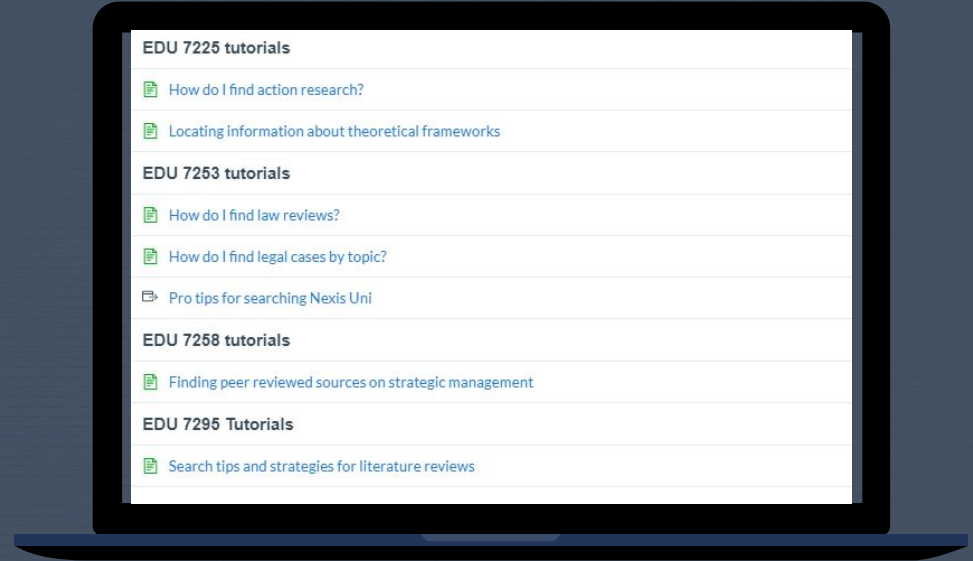 EDU 7225 tutorials
How do I find action research?
Locating information about theoretical frameworks
EDU 7253 tutorials
How do I find law reviews?
How do I find legal cases by topic?
Pro tips for searching Nexis Uni
EDU 7258 tutorials
Finding peer reviewed sources on strategic management
EDU 7295 Tutorials
Search tips and strategies for literature reviews